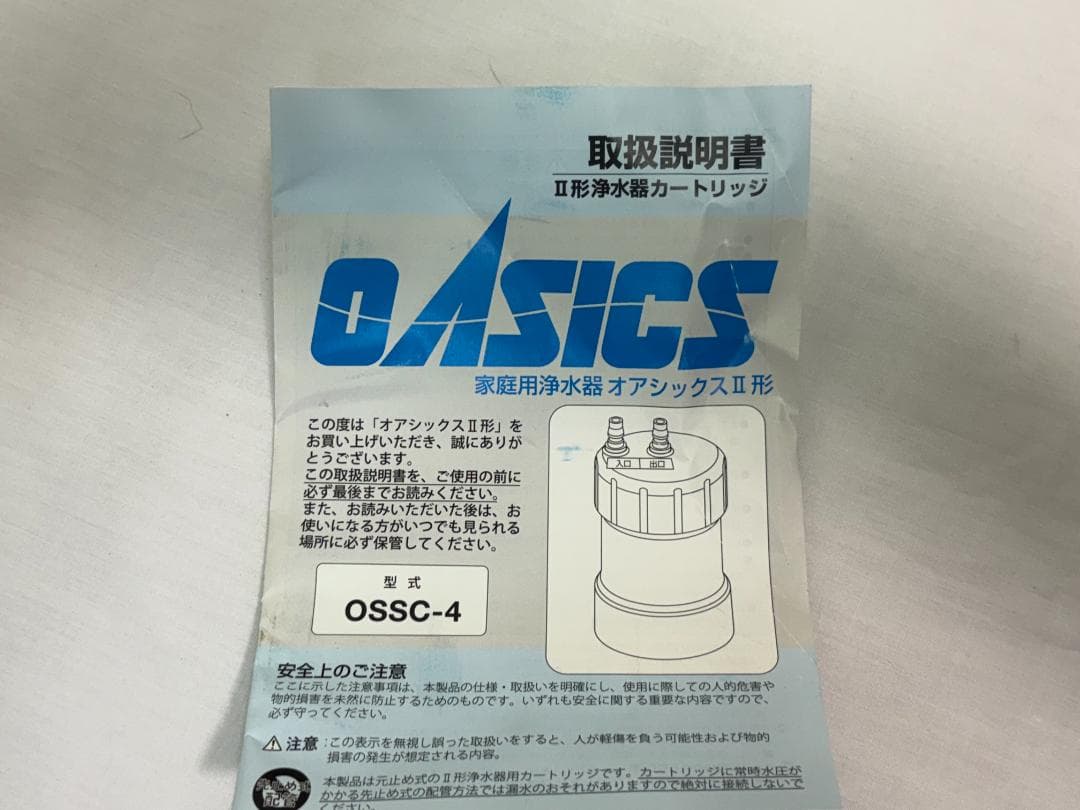 取扱説明書
Ⅱ形浄水器カートリッジ
OASICS
家庭用浄水器 オアシックスⅡ形
この度は「オアシックスⅡ形」を
お買い上げいただき、誠にありが
とうございます。
この取扱説明書を、ご使用の前に
必ず最後までお読みください。
また、お読みいただいた後は、お
使いになる方がいつでも見られる
場所に必ず保管してください。
入口 出口
型式
OSSC-4
安全上のご注意
ここに示した注意事項は、本製品の仕様・取扱いを明確にし、使用に際しての人的危害や
物的損害を未然に防止するためのものです。いずれも安全に関する重要な内容ですので、
必ず守ってください。
注意：この表示を無視し誤った取扱いをすると、人が軽傷を負う可能性および物的
損害の発生が想定される内容。
本製品は元止め式のⅡ形浄水器用カートリッジです。カートリッジに常時水圧が
かかる先止め式の配管方法では漏水のおそれがありますので絶対に接続しないで
ください。